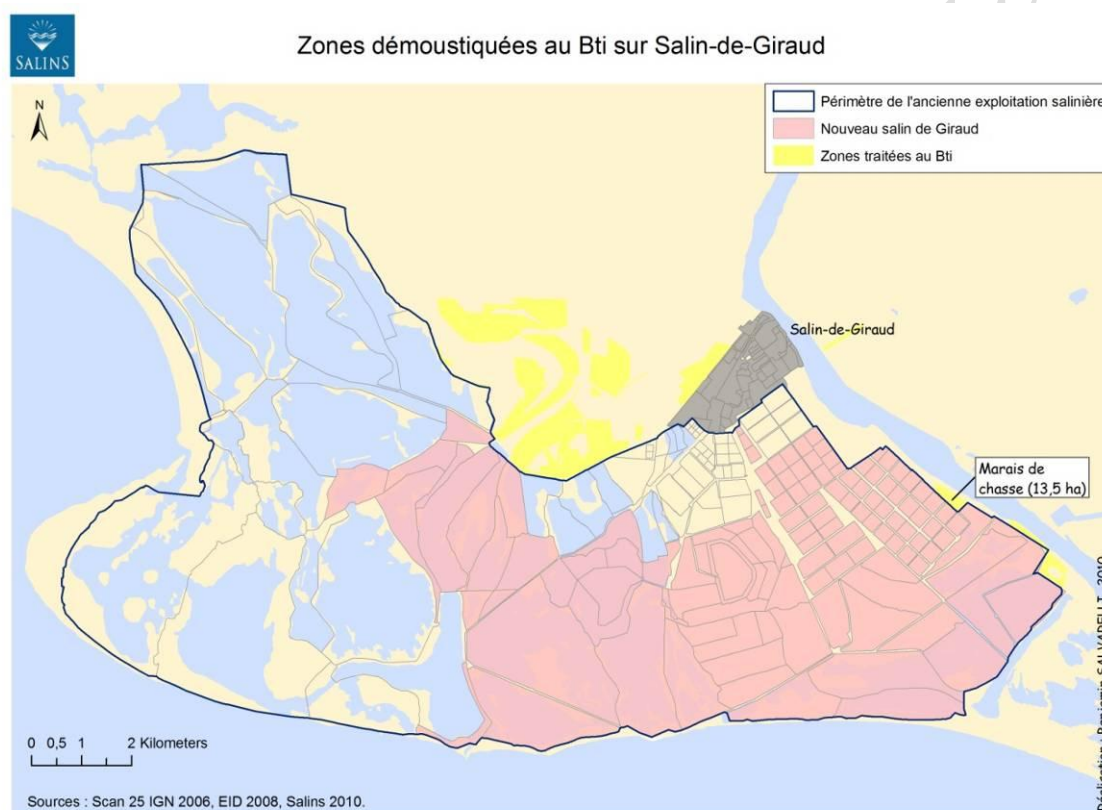 SALINS
Zones démoustiquées au Bti sur Salin-de-Giraud
N
Périmètre de l'ancienne exploitation salinière
Nouveau salin de Giraud
Zones traitées au Bti
Salin-de-Giraud
Marais de
chasse (13,5 ha)
0 0,5 1 2 Kilometers
Sources : Scan 25 IGN 2006, EID 2008, Salins 2010.
2010